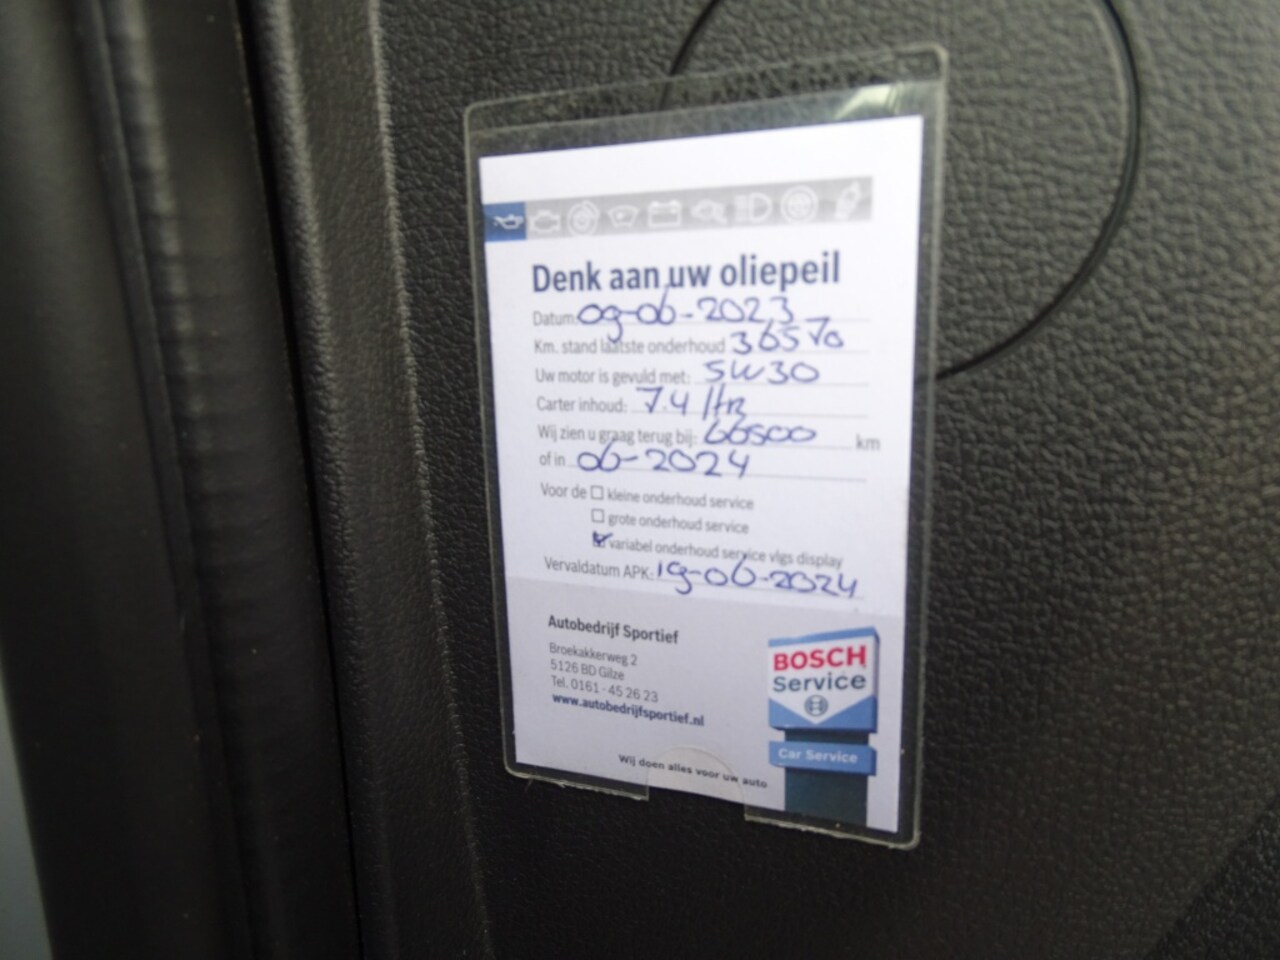 Denk aan uw oliepeil
Datum: 09-06-2023
Km. stand laatste onderhoud 36570
Uw motor is gevuld met: 5W30
Carter inhoud: 7.4 ltr
Wij zien u graag terug bij: 66500 km
of in 06-2024
Voor de ☐ kleine onderhoud service
☐ grote onderhoud service
☑ variabel onderhoud service vlgs display
Vervaldatum APK: 19-06-2024
Autobedrijf Sportief
Broekakkerweg 2
5126 BD Gilze
Tel. 0161 - 45 26 23
www.autobedrijfsportief.nl
BOSCH
Service
Car Service
Wij doen alles voor uw auto